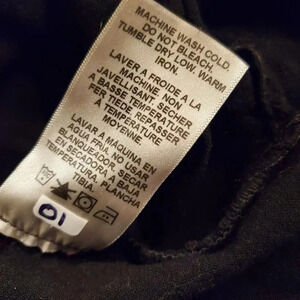 MACHINE WASH COLD
DO NOT BLEACH.
TUMBLE DRY LOW. WARM
IRON.
LAVER A FROIDE A LA
MACHINE NON
JAVELLISANT, SECHER
A BASSE TEMPERATURE
FER TIEDE, REPASSER
MOYENNE.
LAVAR A MAQUINA EN
AGUA FRIA. NO USAR
BLANQUEADOR. SECAR
EN SECADORA A BAJA
TEMPERATURA, PLANCHA
TIBIA.
01